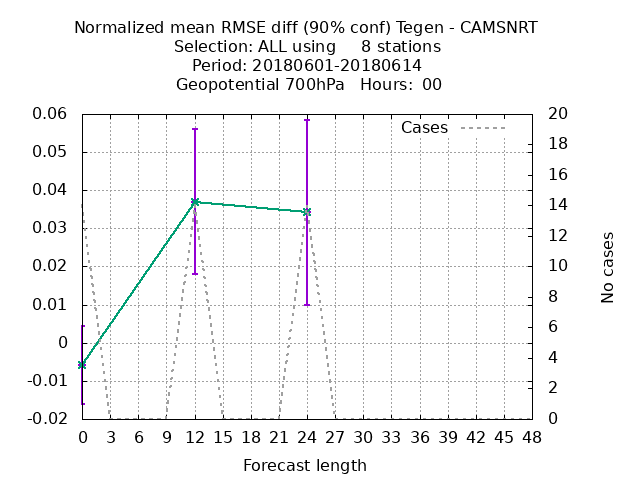 Normalized mean RMSE diff (90% conf) Tegen - CAMSNRT
Selection: ALL using     8 stations
Period: 20180601-20180614
Geopotential 700hPa   Hours:  00
Cases
0.06
0.05
0.04
0.03
0.02
0.01
0
-0.01
-0.02
20
18
16
14
12
10
8
6
4
2
0
No cases
0 3 6 9 12 15 18 21 24 27 30 33 36 39 42 45 48
Forecast length